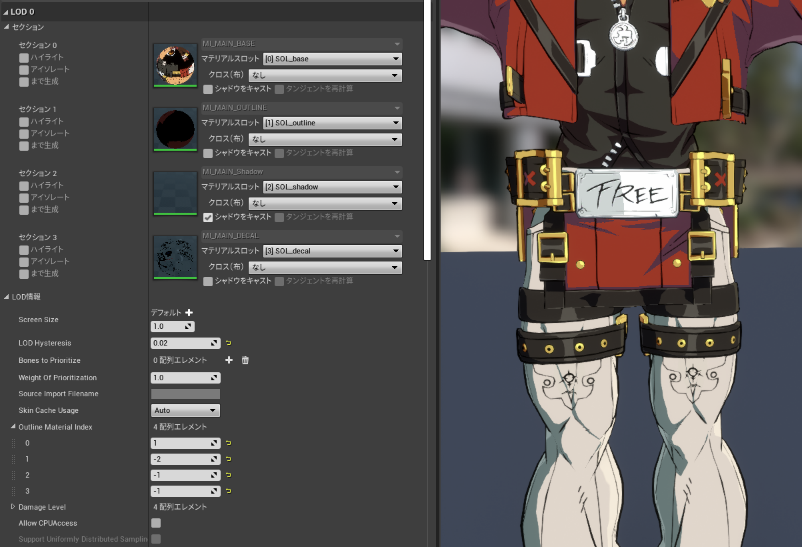 LOD 0
セクション
セクション 0
ハイライト
アイソレート
まで生成
MI_MAIN_BASE
マテリアルスロット [0] SOL_base
クロス(布) なし
シャドウをキャスト タンジェントを再計算
セクション 1
ハイライト
アイソレート
まで生成
MI_MAIN_OUTLINE
マテリアルスロット [1] SOL_outline
クロス(布) なし
シャドウをキャスト タンジェントを再計算
セクション 2
ハイライト
アイソレート
まで生成
MI_MAIN_Shadow
マテリアルスロット [2] SOL_shadow
クロス(布) なし
シャドウをキャスト タンジェントを再計算
セクション 3
ハイライト
アイソレート
まで生成
MI_MAIN_DECAL
マテリアルスロット [3] SOL_decal
クロス(布) なし
シャドウをキャスト タンジェントを再計算
LOD情報
Screen Size デフォルト
1.0
LOD Hysteresis 0.02
Bones to Prioritize 0 配列エレメント
Weight Of Prioritization 1.0
Source Import Filename
Skin Cache Usage Auto
Outline Material Index 4 配列エレメント
0 1
1 -2
2 -1
3 -1
Damage Level 4 配列エレメント
Allow CPUAccess
Support Uniformly Distributed Samplin
FREE